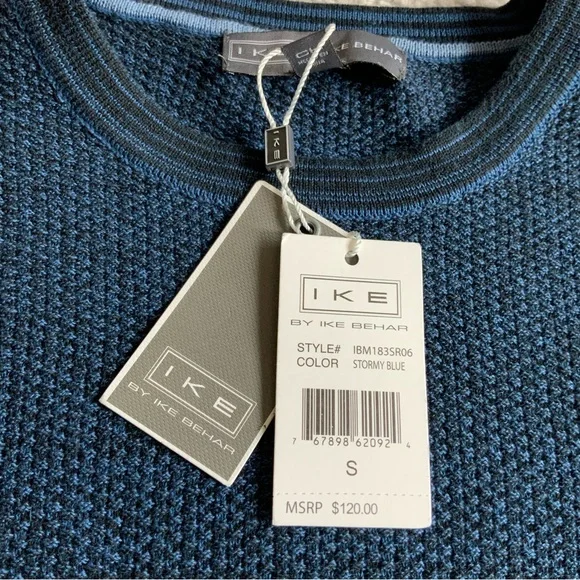 IKE
IKE BEHAR
IKE
IKE
BY IKE BEHAR
IKE
BY IKE BEHAR
STYLE# IBM183SR06
COLOR STORMY BLUE
7 67898 62092 4
S
MSRP $120.00